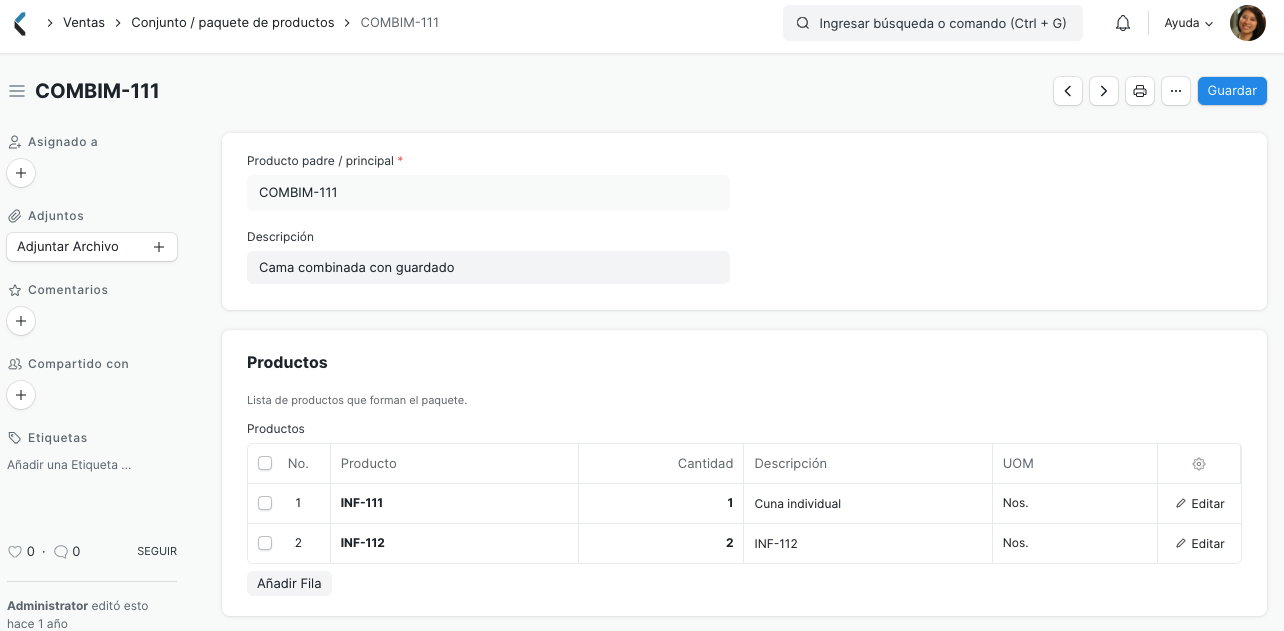 Ventas Conjunto / paquete de productos COMBIM-111
Ingresar búsqueda o comando (Ctrl + G)
Ayuda
COMBIM-111
Guardar
Asignado a
Adjuntos
Adjuntar Archivo
Comentarios
Compartido con
Etiquetas
Añadir una Etiqueta ...
0 · 0 SEGUIR
Administrator editó esto
hace 1 año
Producto padre / principal *
COMBIM-111
Descripción
Cama combinada con guardado
Productos
Lista de productos que forman el paquete.
Productos
No. Producto Cantidad Descripción UOM
1 INF-111 1 Cuna individual Nos. Editar
2 INF-112 2 INF-112 Nos. Editar
Añadir Fila